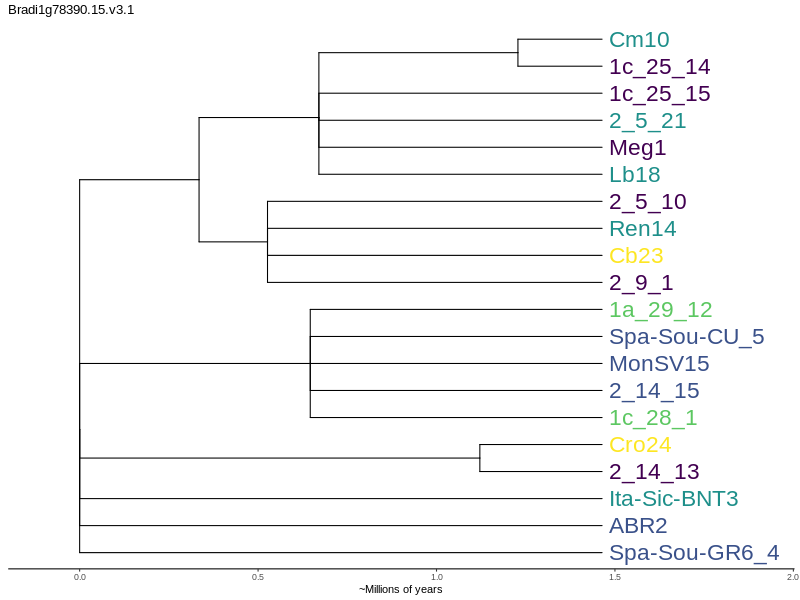 Bradi1g78390.15.v3.1
Cm10
1c_25_14
1c_25_15
2_5_21
Meg1
Lb18
2_5_10
Ren14
Cb23
2_9_1
1a_29_12
Spa-Sou-CU_5
MonSV15
2_14_15
1c_28_1
Cro24
2_14_13
Ita-Sic-BNT3
ABR2
Spa-Sou-GR6_4
0.0 0.5 1.0 1.5 2.0
~Millions of years